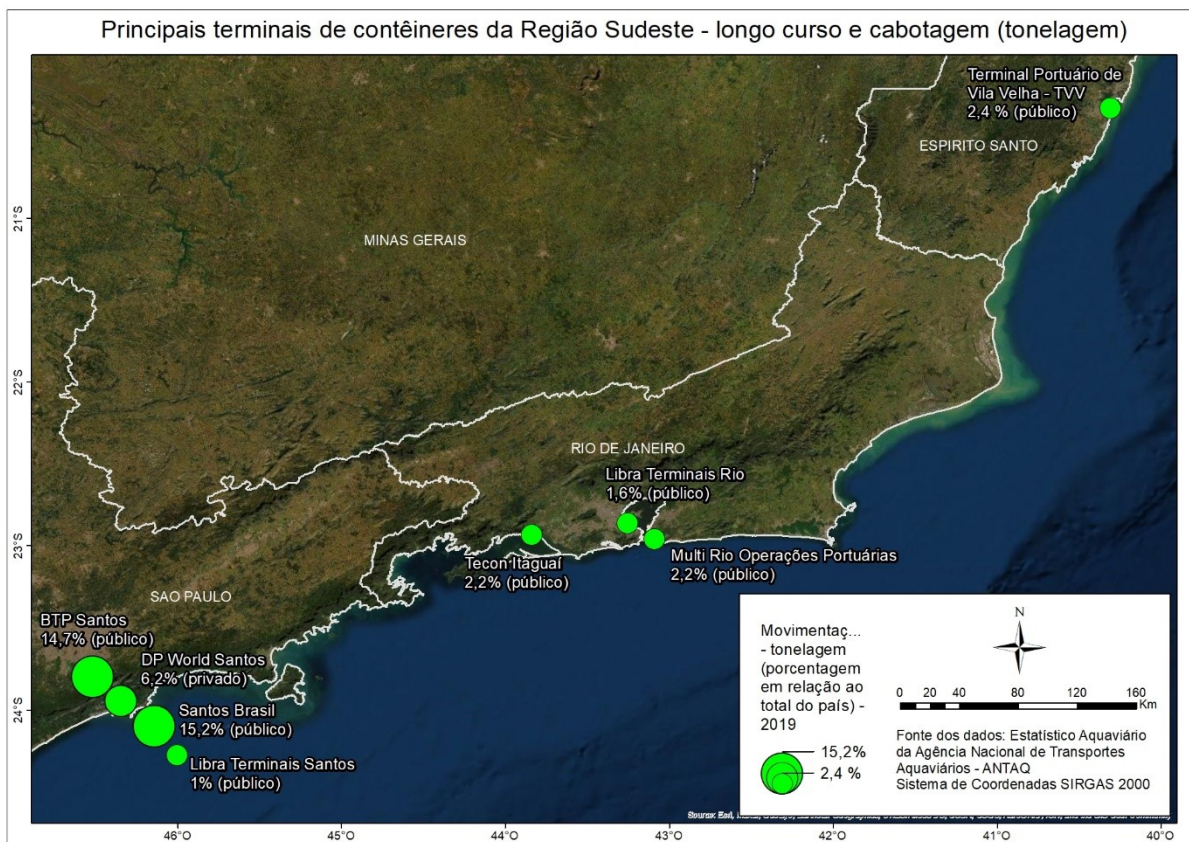 Principais terminais de contêineres da Região Sudeste - longo curso e cabotagem (tonelagem)
Terminal Portuário de
Vila Velha - TVV
2,4 % (público)
ESPIRITO SANTO
MINAS GERAIS
RIO DE JANEIRO
Libra Terminais Rio
1,6% (público)
Tecon Itaguaí
2,2% (público)
Multi Rio Operações Portuárias
2,2% (público)
SAO PAULO
BTP Santos
14,7% (público)
DP World Santos
6,2% (privado)
Santos Brasil
15,2% (público)
Libra Terminais Santos
1% (público)
21°S
22°S
23°S
24°S
Movimentaç...
- tonelagem
(porcentagem
em relação ao
total do país) -
2019
15,2%
2,4 %
N
0 20 40 80 120 160
Km
Fonte dos dados: Estatístico Aquaviário
da Agência Nacional de Transportes
Aquaviários - ANTAQ
Sistema de Coordenadas SIRGAS 2000
Source: Esri,
46°O 45°O 44°O 43°O 42°O 41°O 40°O